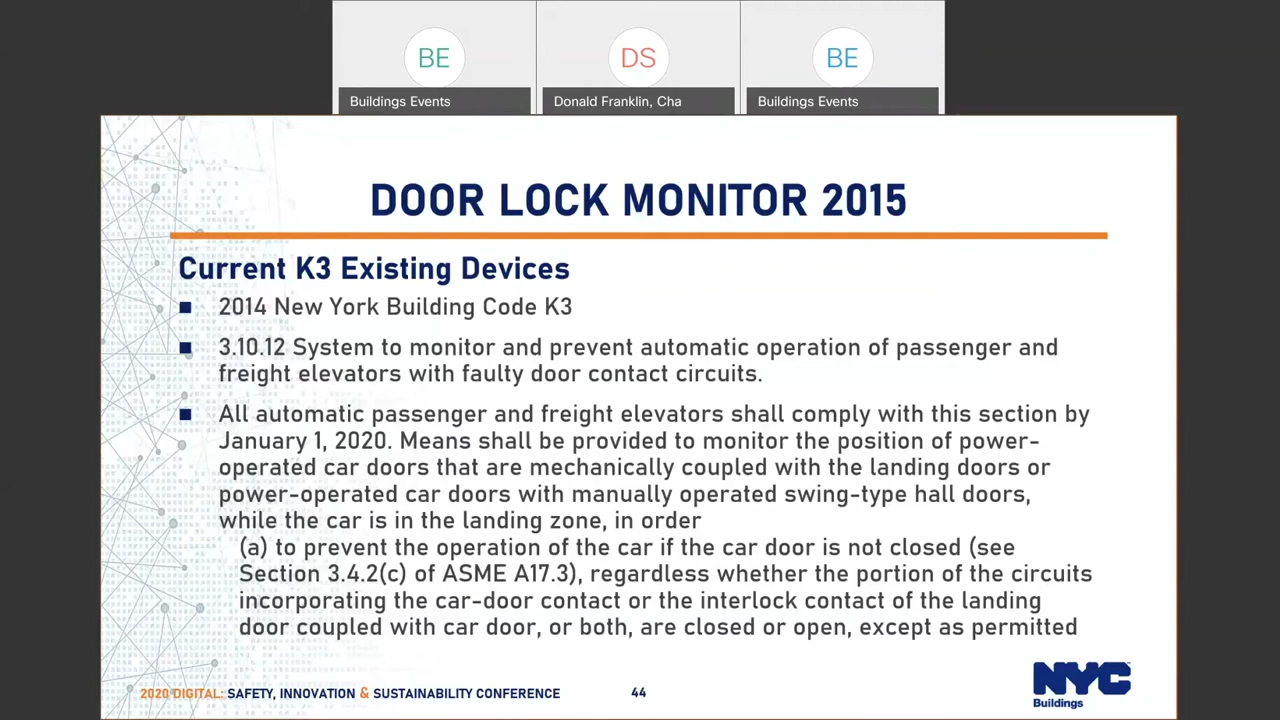 BE
DS
BE
Buildings Events
Donald Franklin, Cha
Buildings Events
DOOR LOCK MONITOR 2015
Current K3 Existing Devices
2014 New York Building Code K3
3.10.12 System to monitor and prevent automatic operation of passenger and
freight elevators with faulty door contact circuits.
All automatic passenger and freight elevators shall comply with this section by
January 1, 2020. Means shall be provided to monitor the position of power-
operated car doors that are mechanically coupled with the landing doors or
power-operated car doors with manually operated swing-type hall doors,
while the car is in the landing zone, in order
(a) to prevent the operation of the car if the car door is not closed (see
Section 3.4.2(c) of ASME A17.3), regardless whether the portion of the circuits
incorporating the car-door contact or the interlock contact of the landing
door coupled with car door, or both, are closed or open, except as permitted
2020 DIGITAL: SAFETY, INNOVATION & SUSTAINABILITY CONFERENCE
44
NYC
Buildings